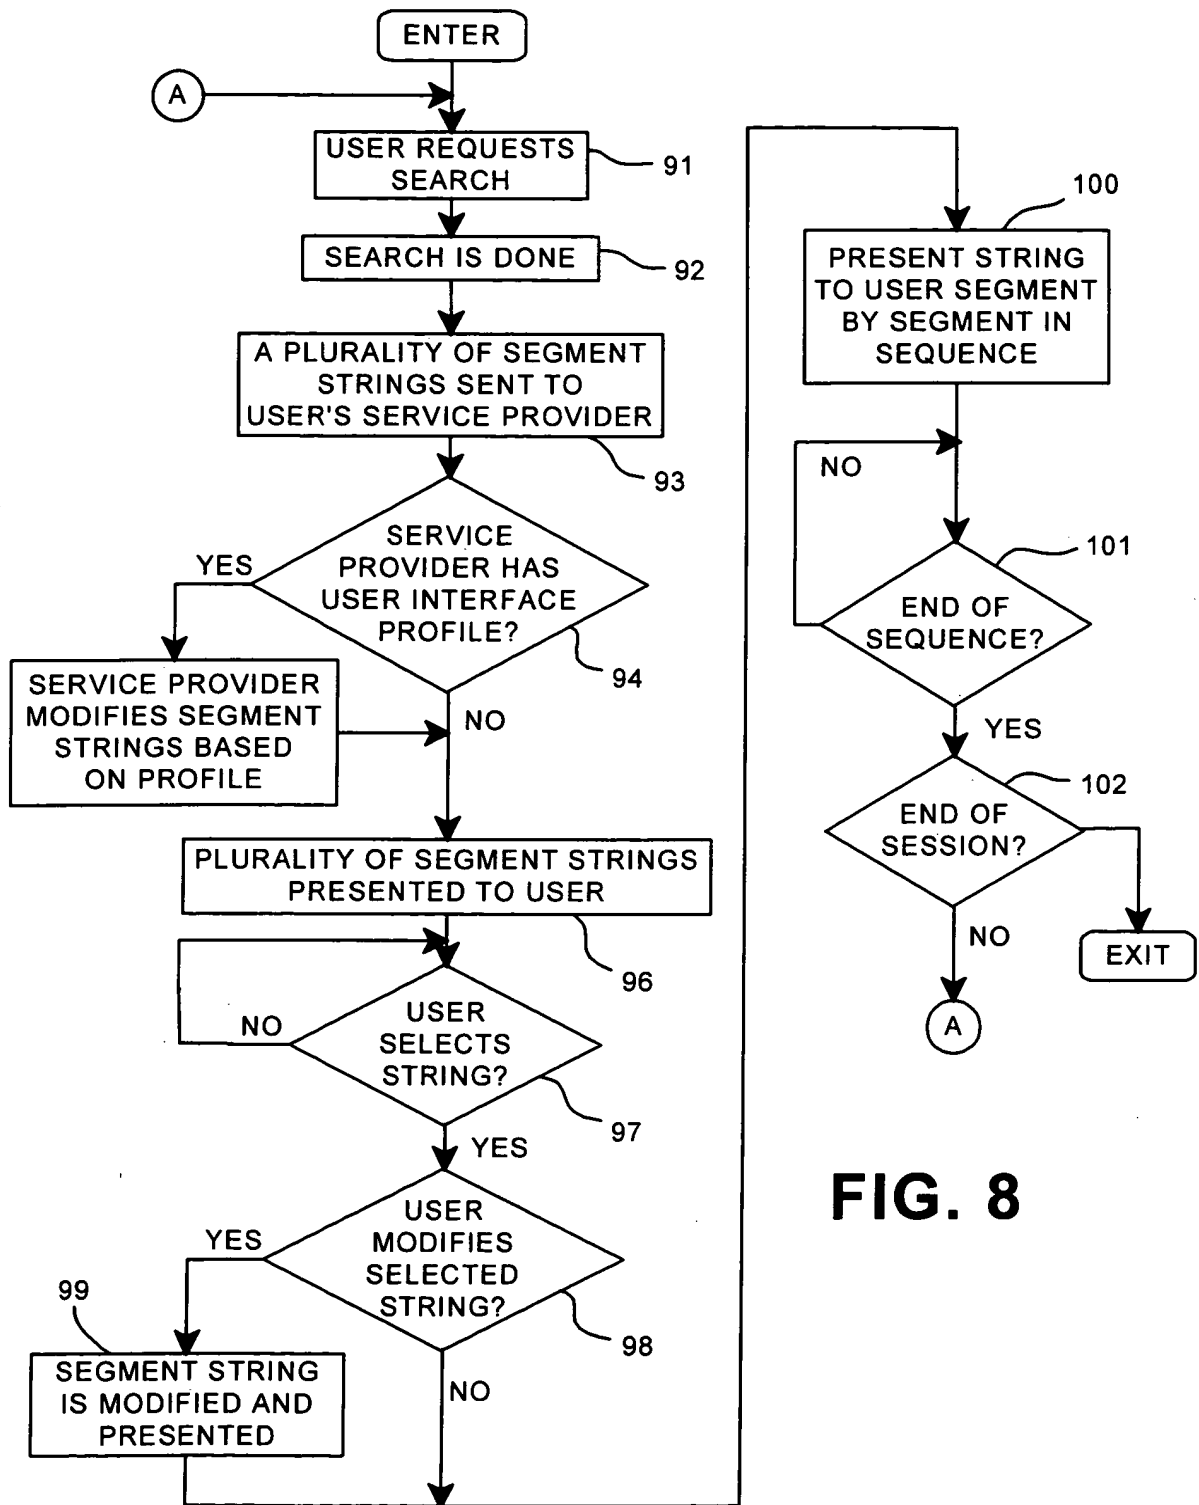 ENTER
A
USER REQUESTS
SEARCH
91
SEARCH IS DONE
92
A PLURALITY OF SEGMENT
STRINGS SENT TO
USER'S SERVICE PROVIDER
93
SERVICE
PROVIDER HAS
USER INTERFACE
PROFILE?
94
YES
NO
SERVICE PROVIDER
MODIFIES SEGMENT
STRINGS BASED
ON PROFILE
PLURALITY OF SEGMENT STRINGS
PRESENTED TO USER
96
USER
SELECTS
STRING?
NO
97
YES
USER
MODIFIES
SELECTED
STRING?
YES
98
NO
99
SEGMENT STRING
IS MODIFIED AND
PRESENTED
100
PRESENT STRING
TO USER SEGMENT
BY SEGMENT IN
SEQUENCE
NO
101
END OF
SEQUENCE?
YES
102
END OF
SESSION?
NO
EXIT
A
FIG. 8